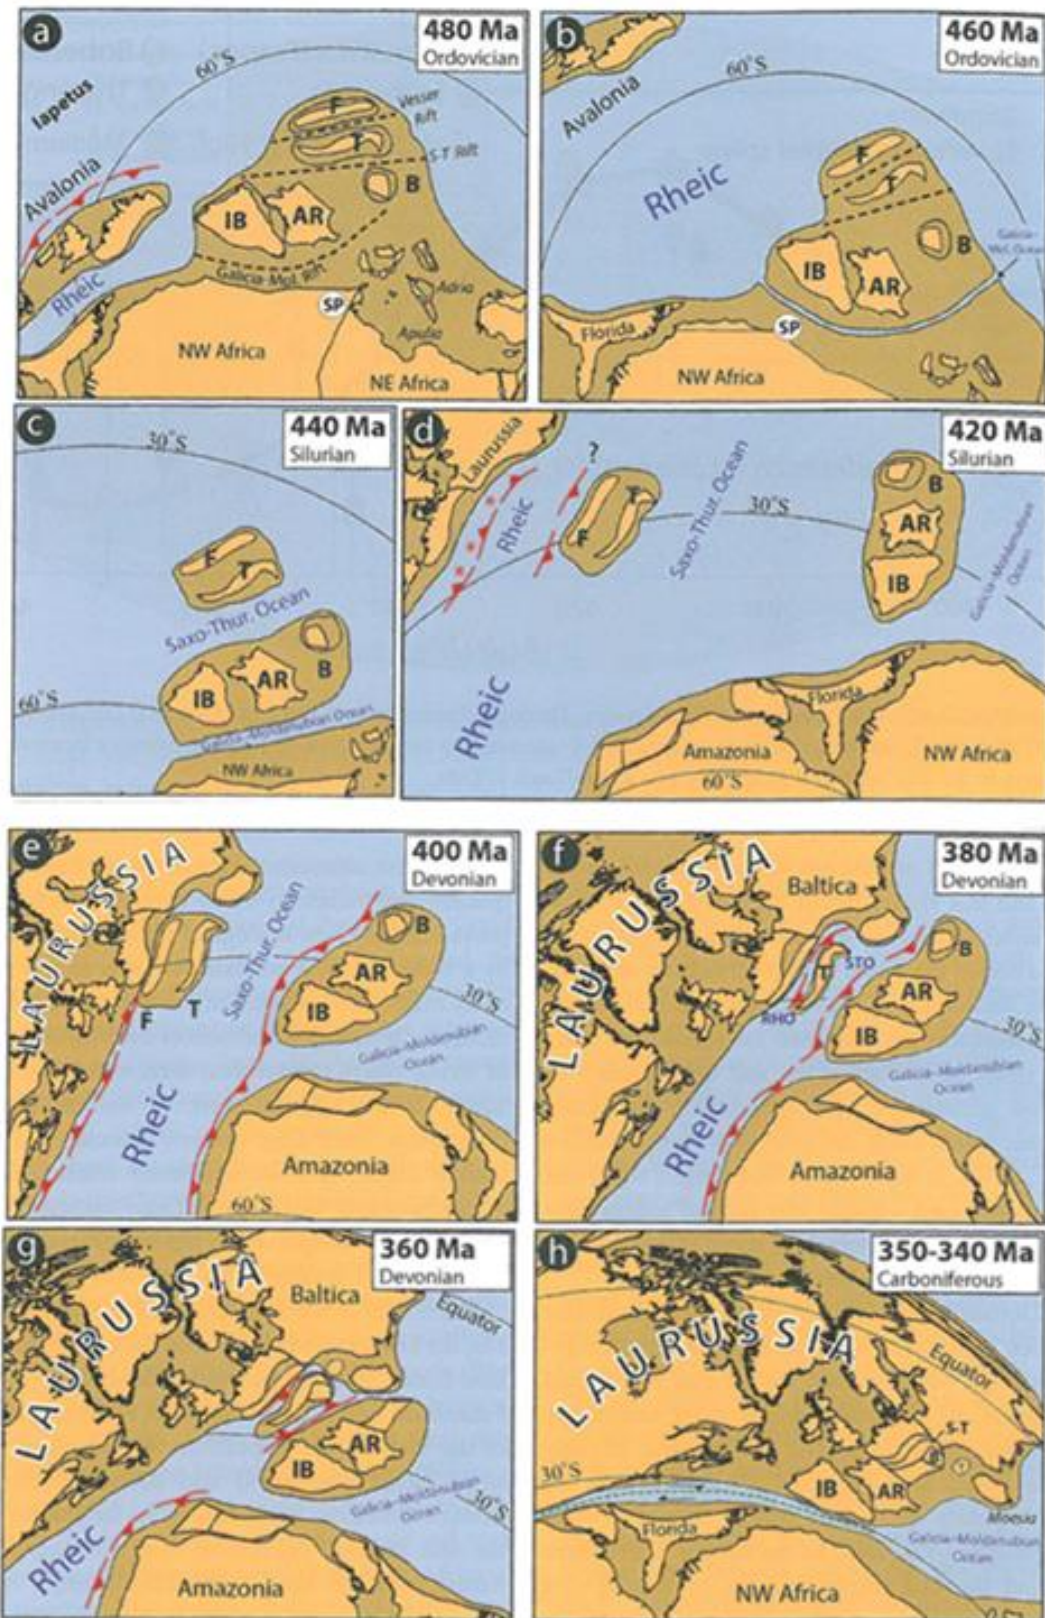 a
480 Ma
Ordovician
60°S
Iapetus
Avalonia
Rheic
F
Vesser
Rift
T
S-T Rift
B
IB
AR
Galicia-Mol. Rift
SP
Adria
Apulia
NW Africa
NE Africa
b
460 Ma
Ordovician
60°S
Avalonia
Rheic
F
T
B
IB
AR
SP
Florida
NW Africa
c
440 Ma
Silurian
30°S
F
T
Saxo-Thur. Ocean
B
AR
IB
60°S
Galicia-Moldanubian Ocean
NW Africa
d
420 Ma
Silurian
Laurussia
?
Rheic
T
F
Saxo-Thur. Ocean
30°S
B
AR
IB
Galicia-Moldanubian
Ocean
Rheic
Florida
Amazonia
NW Africa
60°S
e
400 Ma
Devonian
LAURUSSIA
Saxo-Thur. Ocean
B
AR
IB
F
T
30°S
Galicia-Moldanubian
Ocean
Rheic
Amazonia
60°S
f
380 Ma
Devonian
LAURUSSIA
Baltica
B
T
STO
AR
RHO
IB
30°S
Galicia-Moldanubian
Ocean
Rheic
Amazonia
g
360 Ma
Devonian
LAURUSSIA
Baltica
Equator
AR
IB
Galicia-Moldanubian
Ocean
30°S
Rheic
Amazonia
h
350-340 Ma
Carboniferous
LAURUSSIA
Equator
S-T
30°S
IB
AR
Moesia
Florida
Galicia-Moldanubian
Ocean
NW Africa